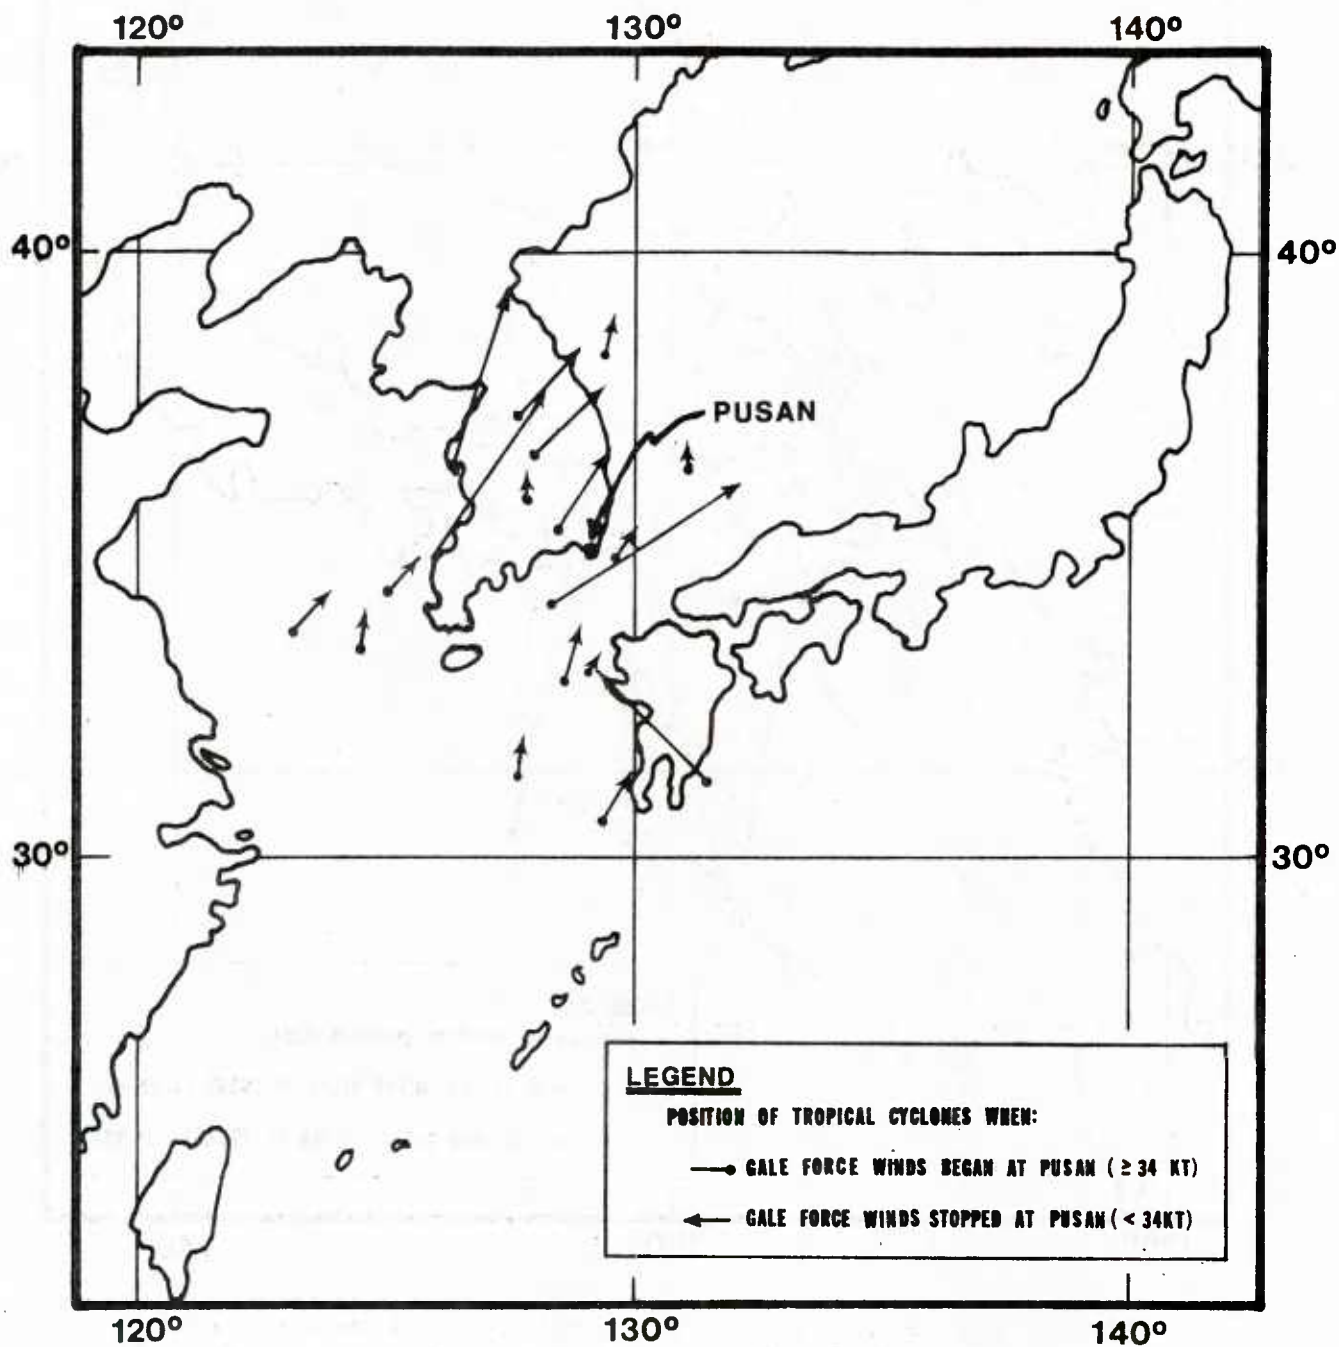 120° 130° 140°
40° 40°
PUSAN
30° 30°
LEGEND
POSITION OF TROPICAL CYCLONES WHEN:
GALE FORCE WINDS BEGAN AT PUSAN (≥34 KT)
GALE FORCE WINDS STOPPED AT PUSAN (< 34KT)
120° 130° 140°